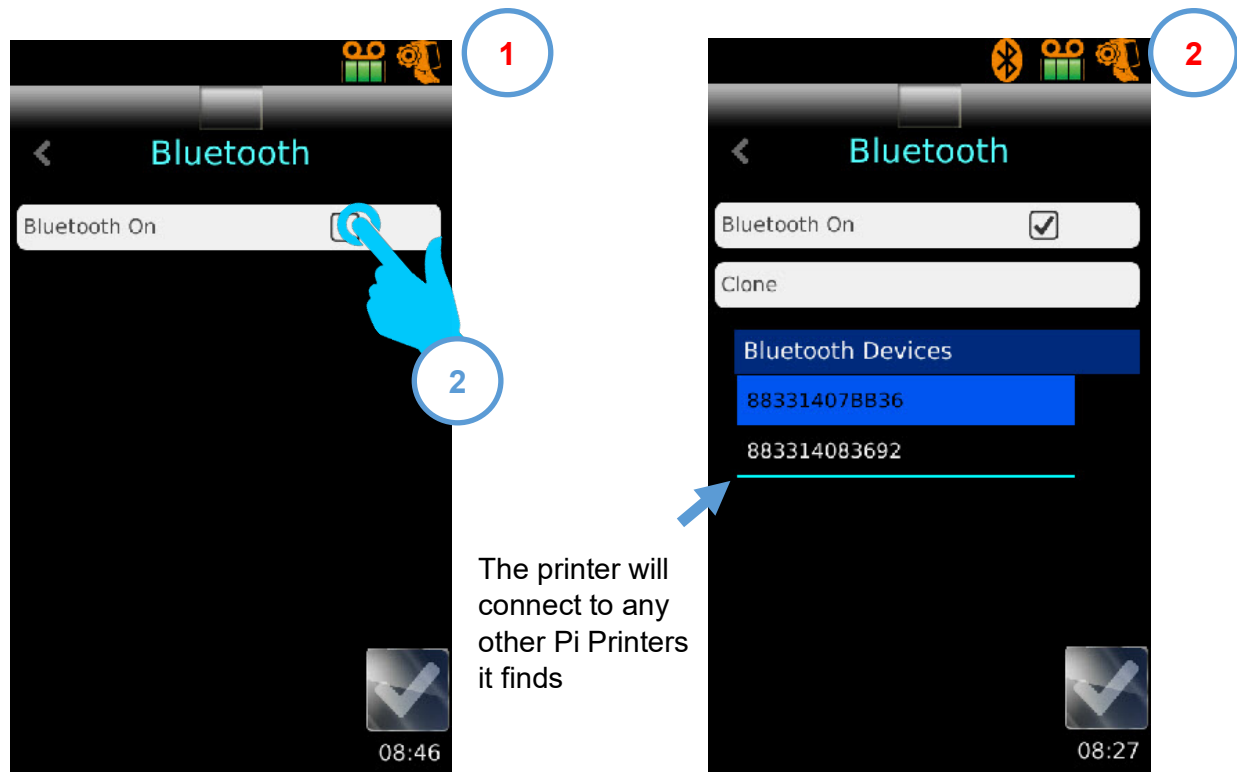 1
Bluetooth
Bluetooth On
2
08:46
The printer will
connect to any
other Pi Printers
it finds
2
Bluetooth
Bluetooth On
Clone
Bluetooth Devices
88331407BB36
883314083692
08:27